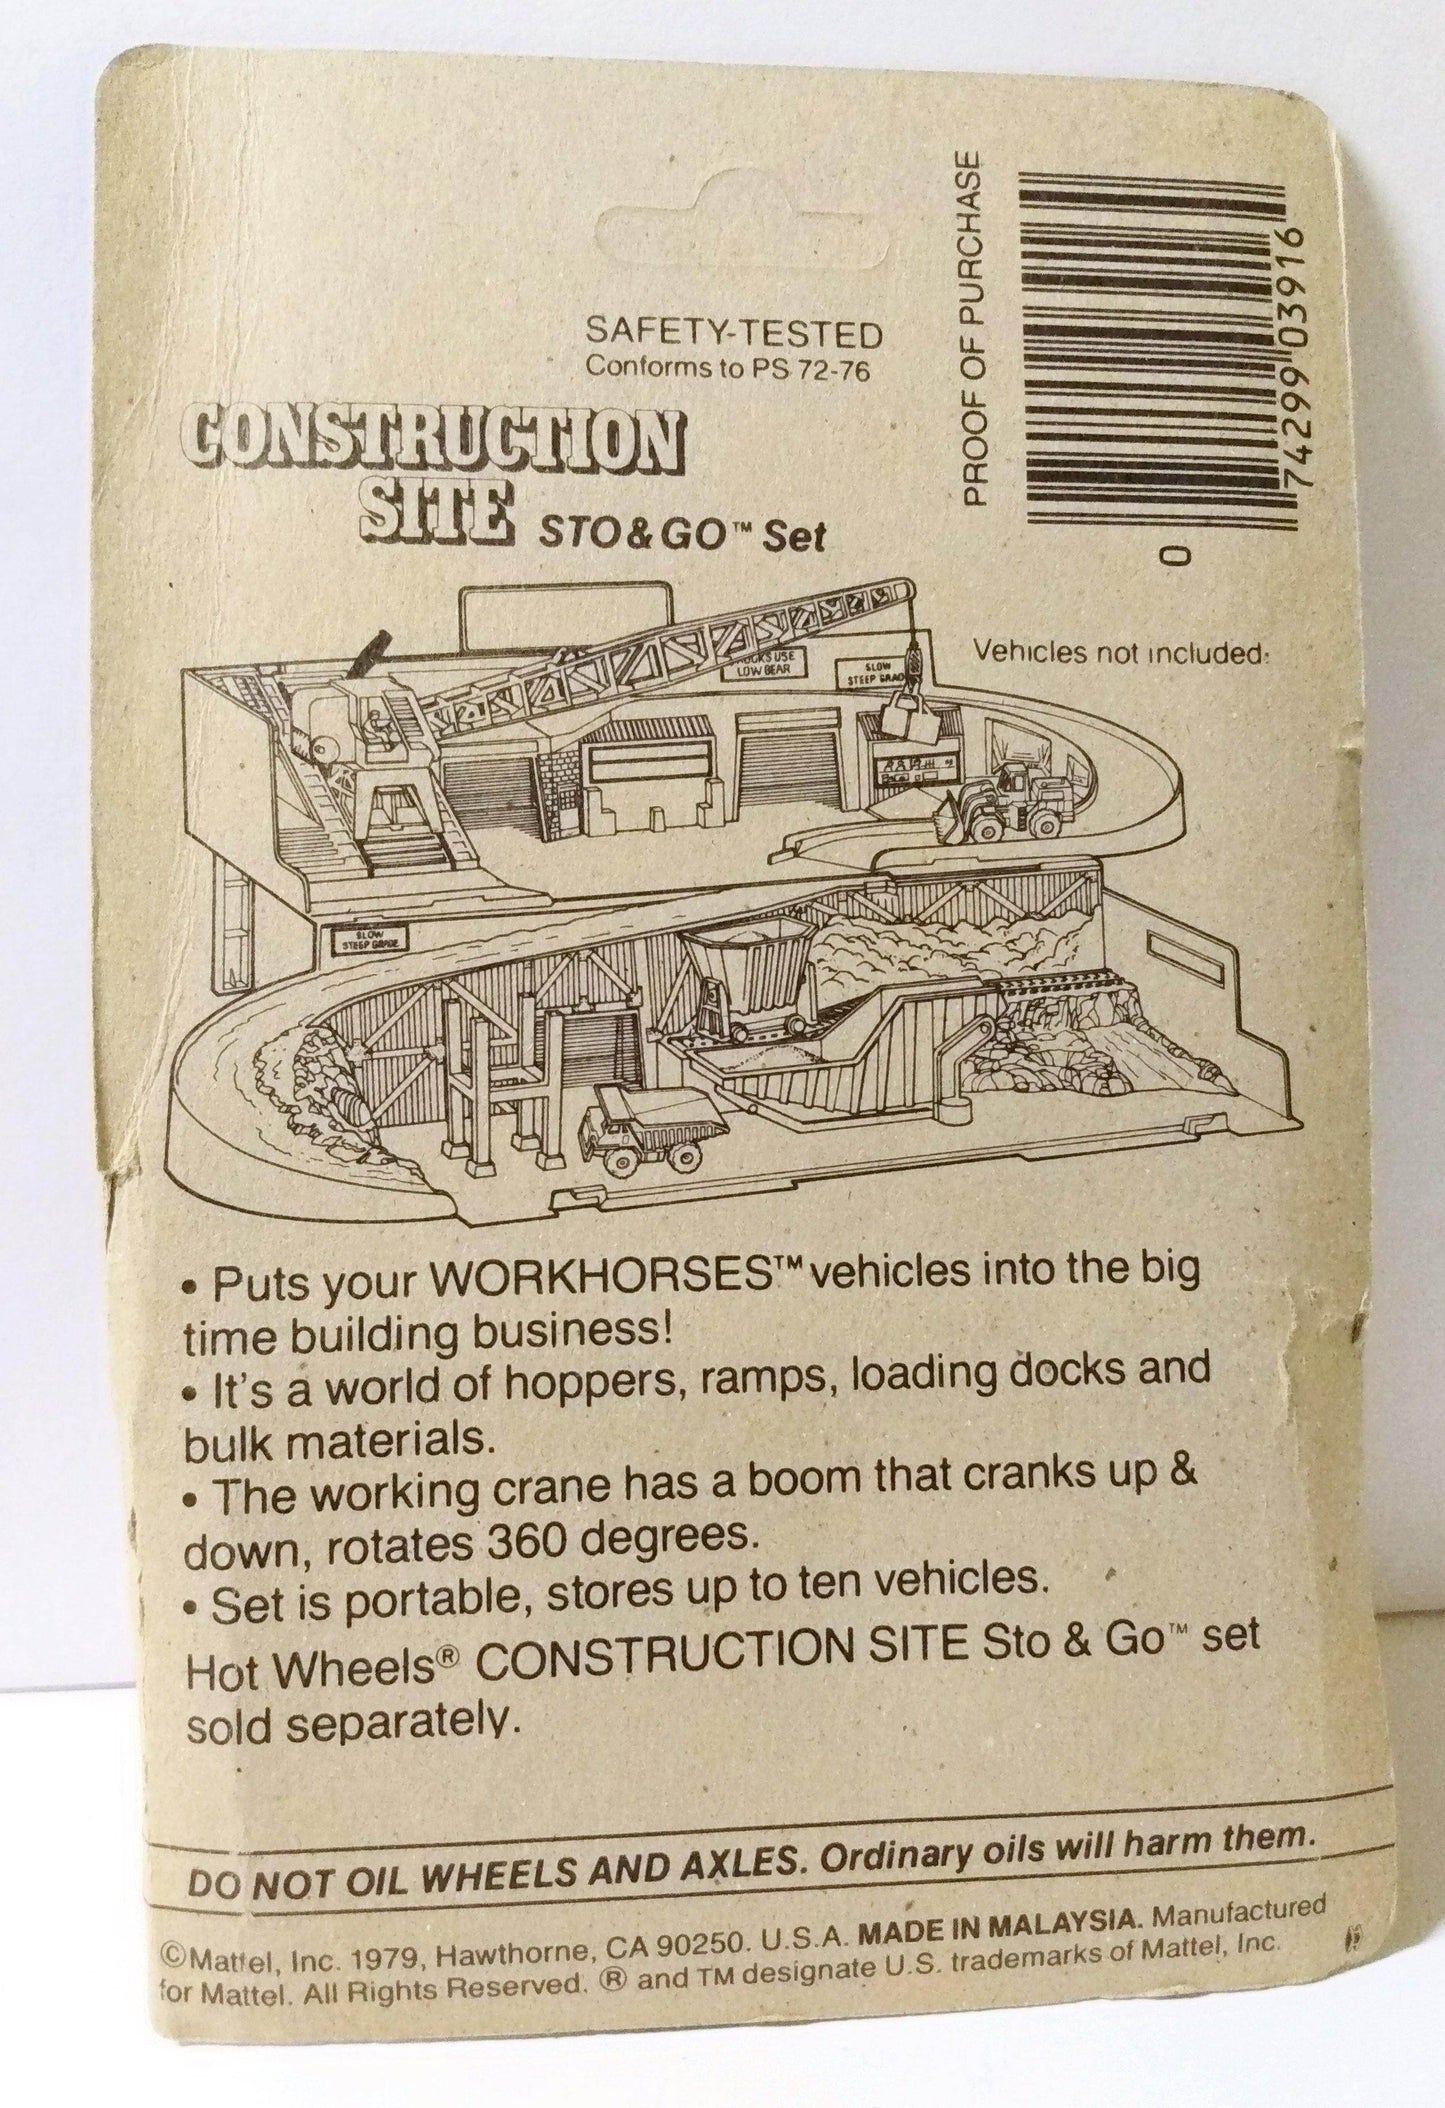 PROOF OF PURCHASE
74299 03916
0
SAFETY-TESTED
Conforms to PS 72-76
CONSTRUCTION
SITE STO & GO™ Set
Vehicles not included.
USE
LOW GEAR
SLOW
STEEP GRADE
SLOW
STEEP GRADE
• Puts your WORKHORSES™ vehicles into the big
time building business!
• It's a world of hoppers, ramps, loading docks and
bulk materials.
• The working crane has a boom that cranks up &
down, rotates 360 degrees.
• Set is portable, stores up to ten vehicles.
Hot Wheels® CONSTRUCTION SITE Sto & Go™ set
sold separately.
DO NOT OIL WHEELS AND AXLES. Ordinary oils will harm them.
©Mattel, Inc. 1979, Hawthorne, CA 90250. U.S.A. MADE IN MALAYSIA. Manufactured
for Mattel. All Rights Reserved. ® and TM designate U.S. trademarks of Mattel, Inc.